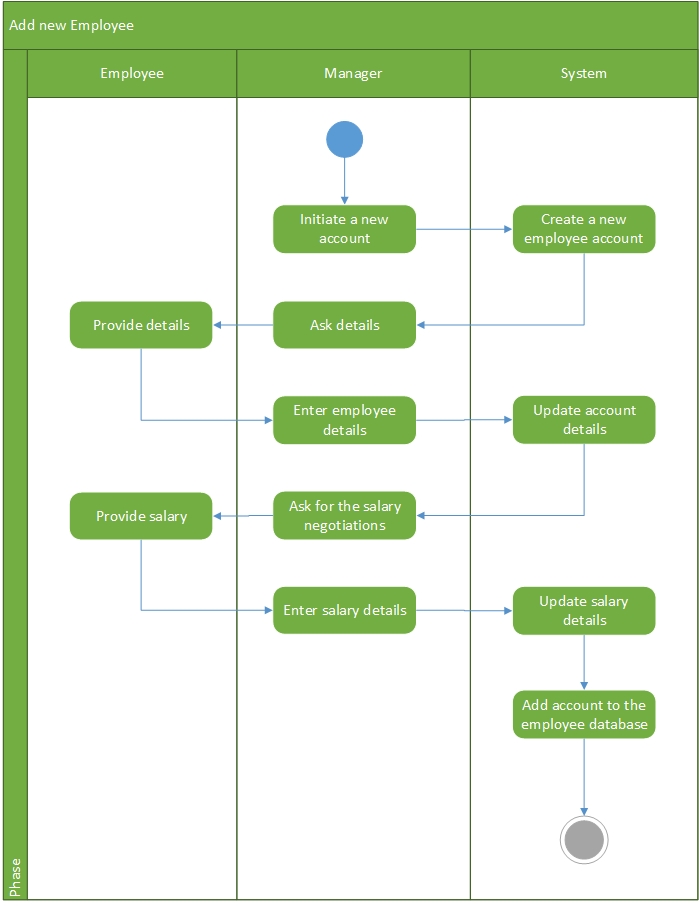 Add new Employee
Employee
Manager
System
Initiate a new
account
Create a new
employee account
Provide details
Ask details
Enter employee
details
Update account
details
Provide salary
Ask for the salary
negotiations
Enter salary details
Update salary
details
Add account to the
employee database
Phase